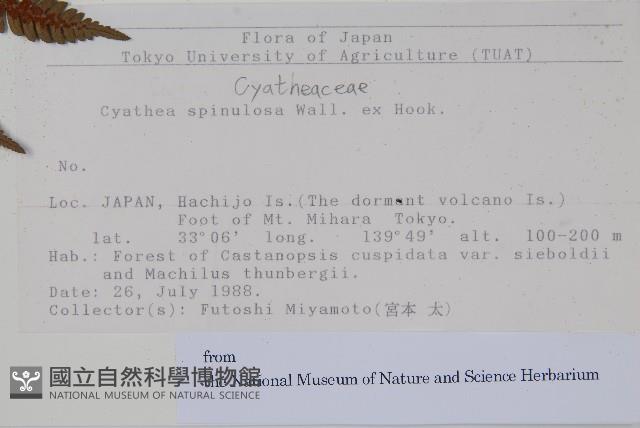 Flora of Japan
Tokyo University of Agriculture (TUAT)
Cyatheaceae
Cyathea spinulosa Wall. ex Hook.
No.
Loc. JAPAN, Hachijo Is.(The dormant volcano Is.)
Foot of Mt. Mihara Tokyo.
lat. 33°06' long. 139°49' alt. 100-200 m
Hab.: Forest of Castanopsis cuspidata var. sieboldii
and Machilus thunbergii.
Date: 26, July 1988.
Collector(s): Futoshi Miyamoto(宮本 太)
from
the National Museum of Nature and Science Herbarium
國立自然科學博物館
NATIONAL MUSEUM OF NATURAL SCIENCE